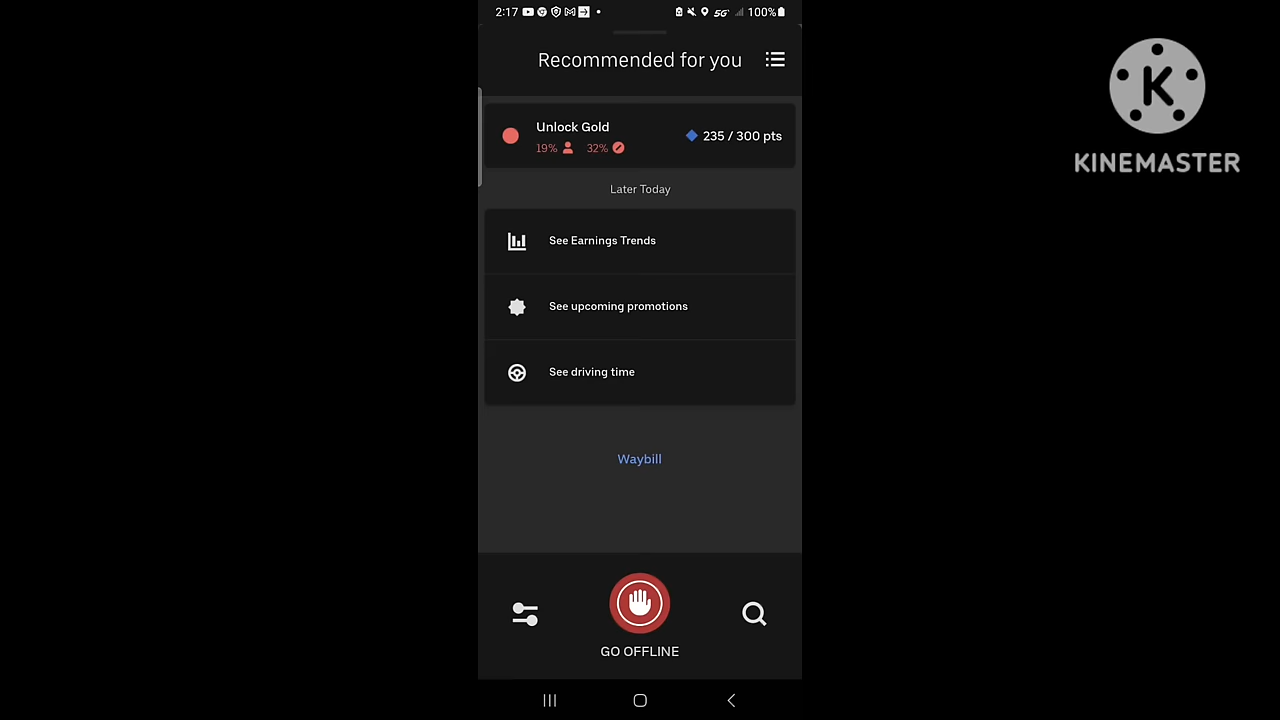 2:17
5G
100%
Recommended for you
K
KINEMASTER
Unlock Gold
235 / 300 pts
19%
32%
Later Today
See Earnings Trends
See upcoming promotions
See driving time
Waybill
GO OFFLINE